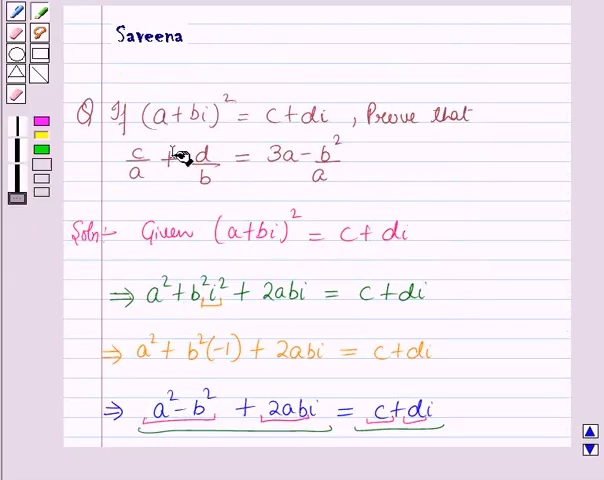 Saveena
Q If (a+bi)² = c+di , Prove that
c/a + d/b = 3a - b²/a
Soln:- Given (a+bi)² = c+di
⇒ a²+b²i² + 2abi = c+di
⇒ a² + b²(-1) + 2abi = c+di
⇒ a²-b² + 2abi = c+di